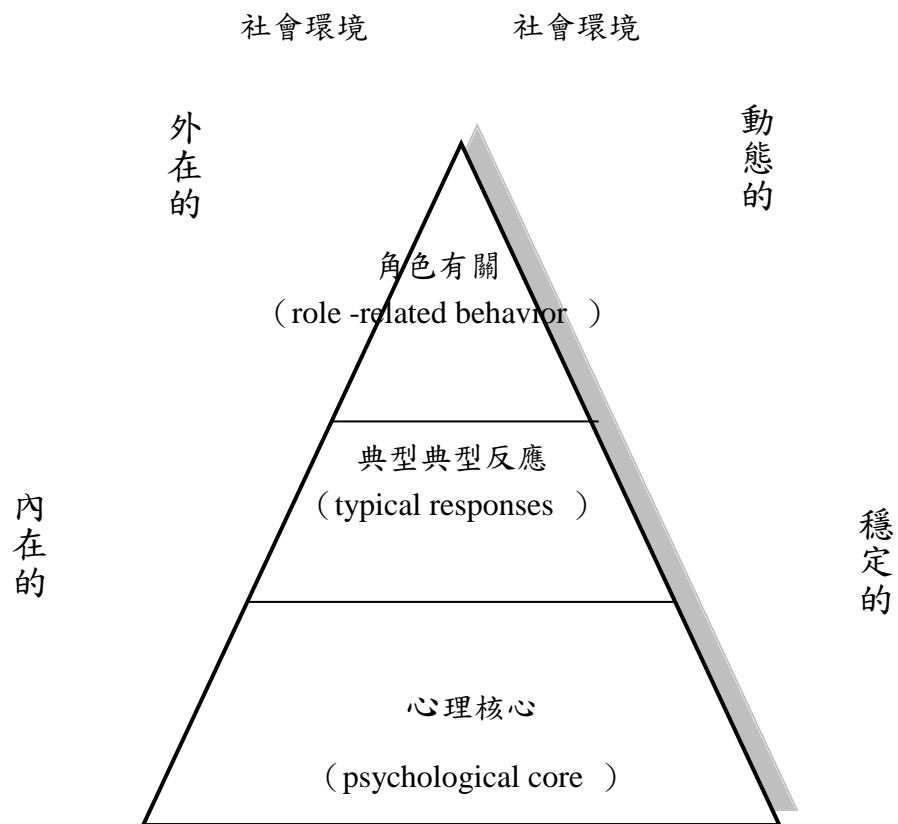 社會環境 社會環境
外在的
動態的
角色有關
（role -related behavior ）
典型典型反應
（typical responses ）
內在的
穩定的
心理核心
（psychological core ）